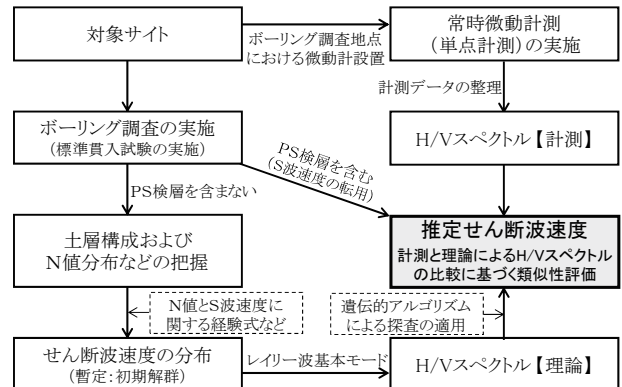 対象サイト
ボーリング調査地点
における微動計設置
常時微動計測
(単点計測)の実施
計測データの整理
ボーリング調査の実施
(標準貫入試験の実施)
H/Vスペクトル【計測】
PS検層を含む
(S波速度の転用)
PS検層を含まない
土層構成および
N値分布などの把握
推定せん断波速度
計測と理論によるH/Vスペクトル
の比較に基づく類似性評価
N値とS波速度に
関する経験式など
遺伝的アルゴリズム
による探査の適用
せん断波速度の分布
(暫定:初期解群)
レイリー波基本モード
H/Vスペクトル【理論】